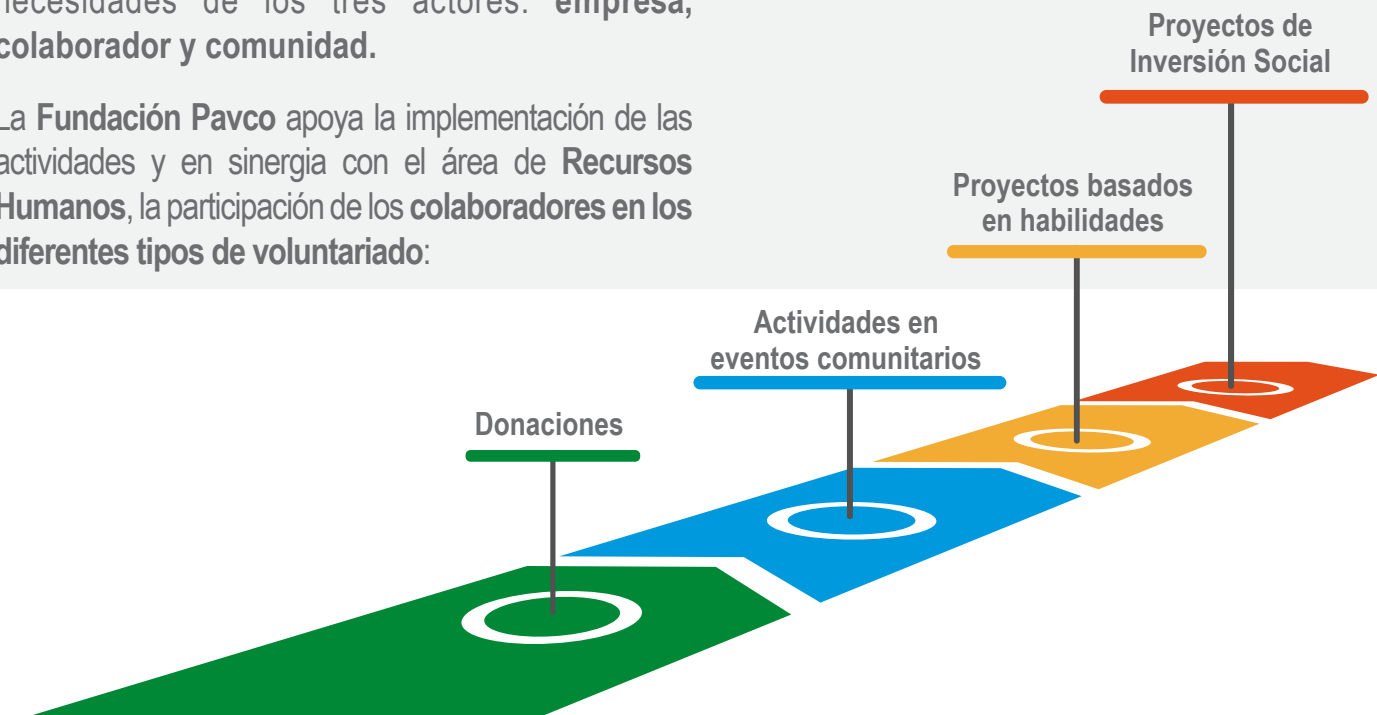 necesidades de los tres actores: empresa,
colaborador y comunidad.
La Fundación Pavco apoya la implementación de las
actividades y en sinergia con el área de Recursos
Humanos, la participación de los colaboradores en los
diferentes tipos de voluntariado:
Donaciones
Actividades en
eventos comunitarios
Proyectos basados
en habilidades
Proyectos de
Inversión Social